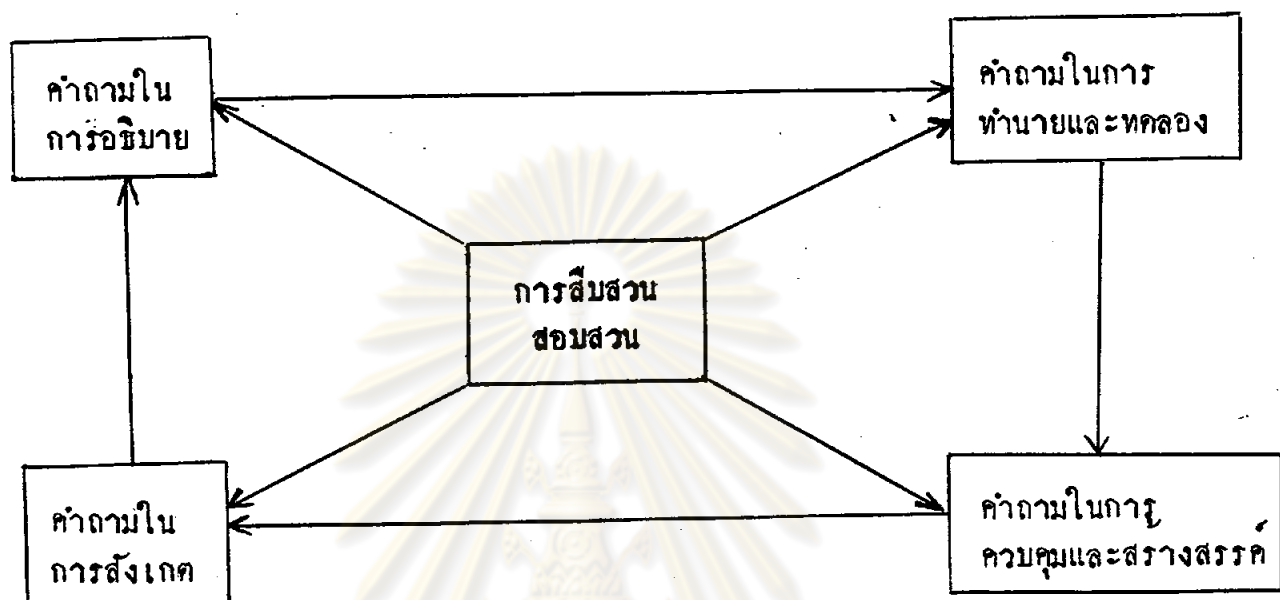 คำถามใน
การอธิบาย
คำถามในการ
ทำนายและทดลอง
การสืบสวน
สอบสวน
คำถามใน
การสังเกต
คำถามในการ
ควบคุมและสร้างสรรค์